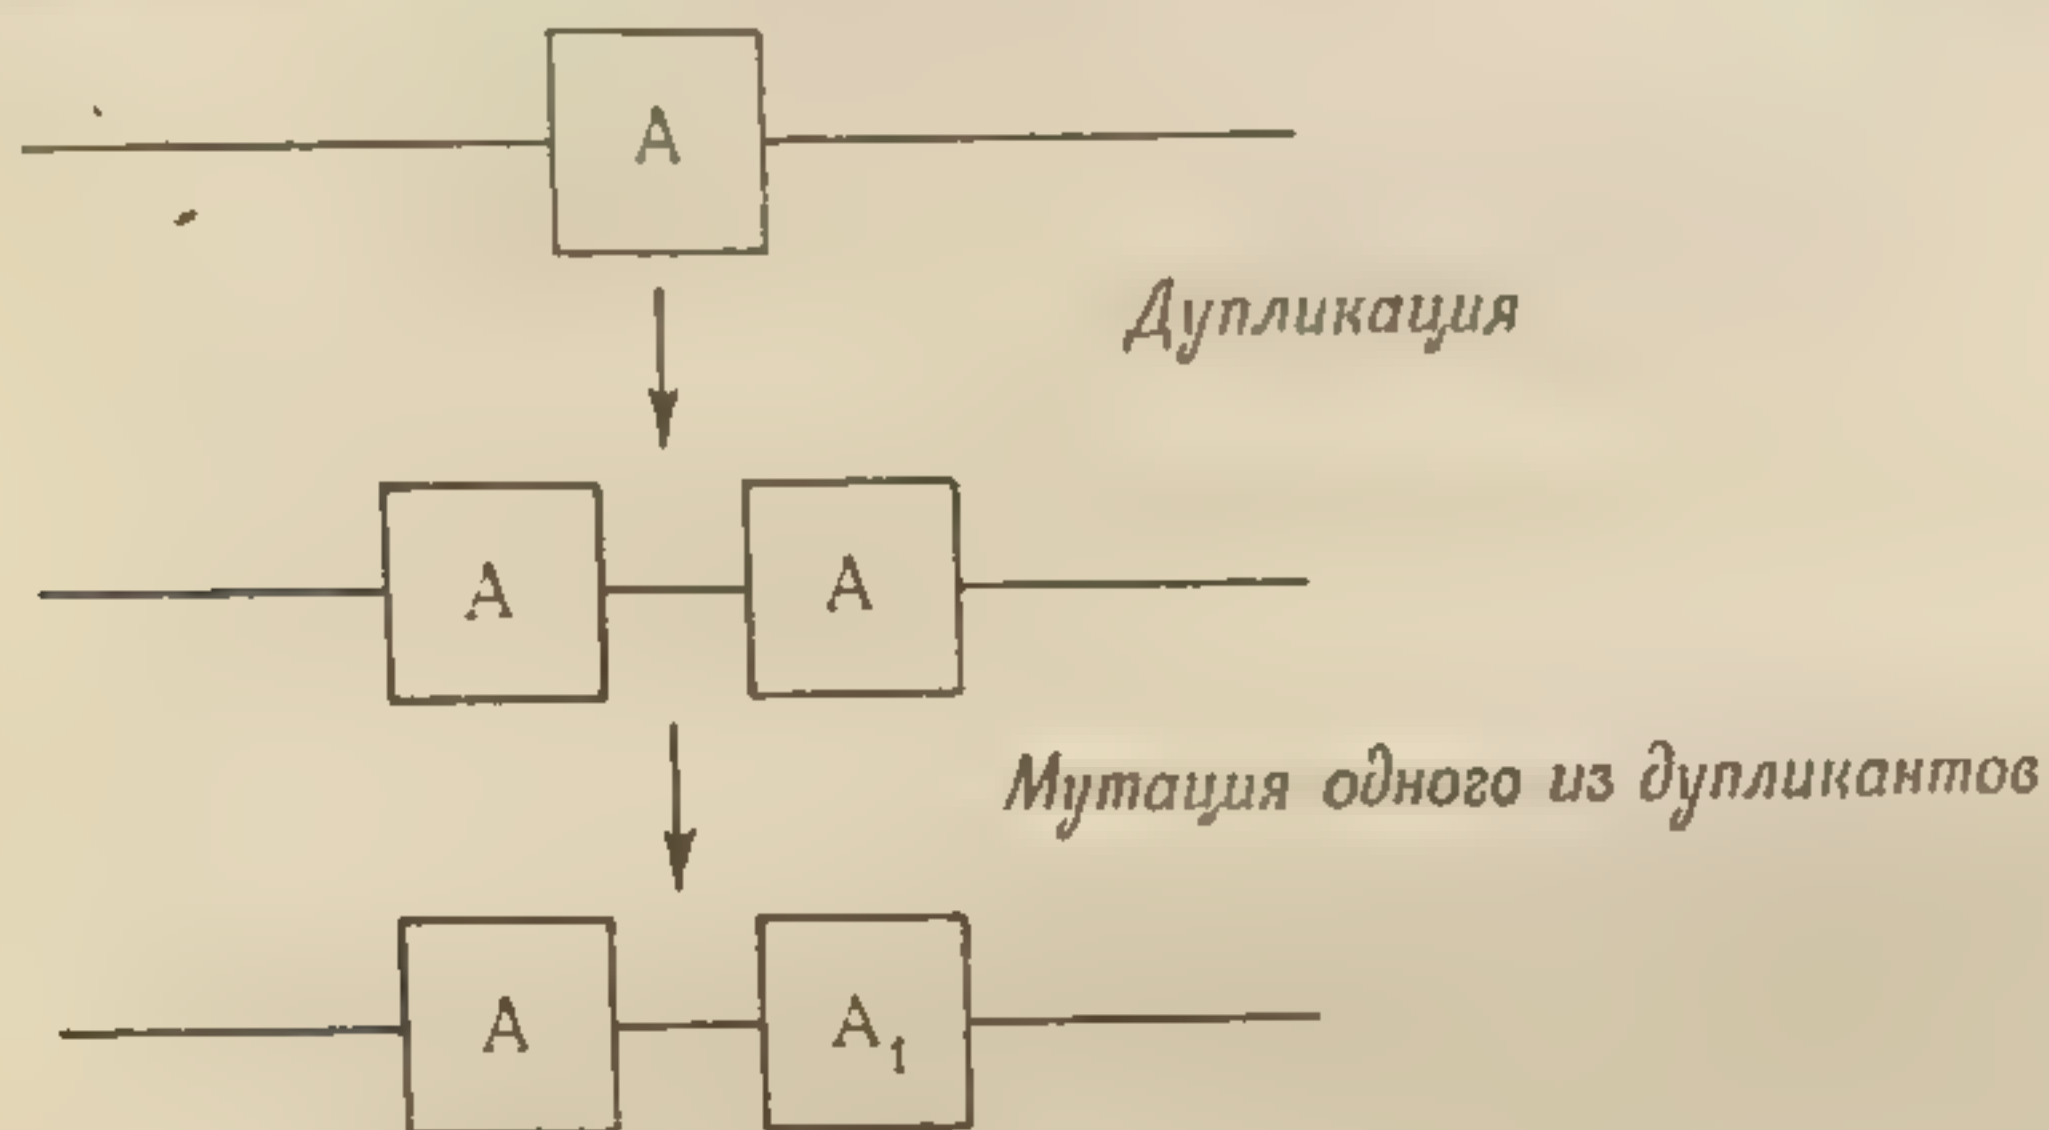 A
Дупликация
A A
Мутация одного из дупликантов
A A₁